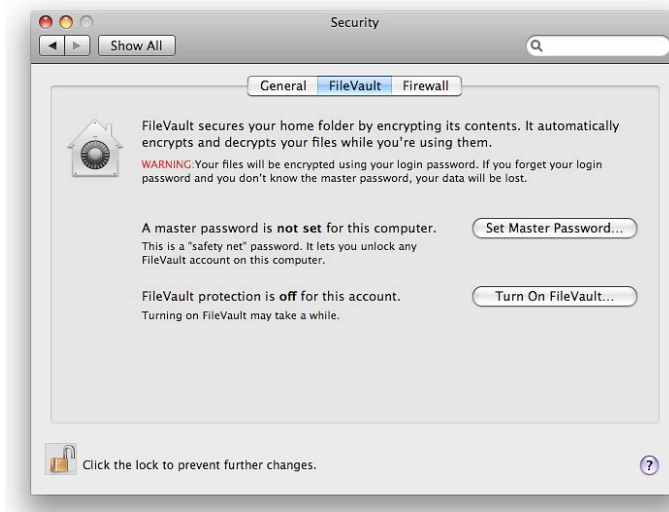 Security
Show All
General FileVault Firewall
FileVault secures your home folder by encrypting its contents. It automatically
encrypts and decrypts your files while you're using them.
WARNING:Your files will be encrypted using your login password. If you forget your login
password and you don't know the master password, your data will be lost.
A master password is not set for this computer. Set Master Password...
This is a "safety net" password. It lets you unlock any
FileVault account on this computer.
FileVault protection is off for this account. Turn On FileVault...
Turning on FileVault may take a while.
Click the lock to prevent further changes. ?